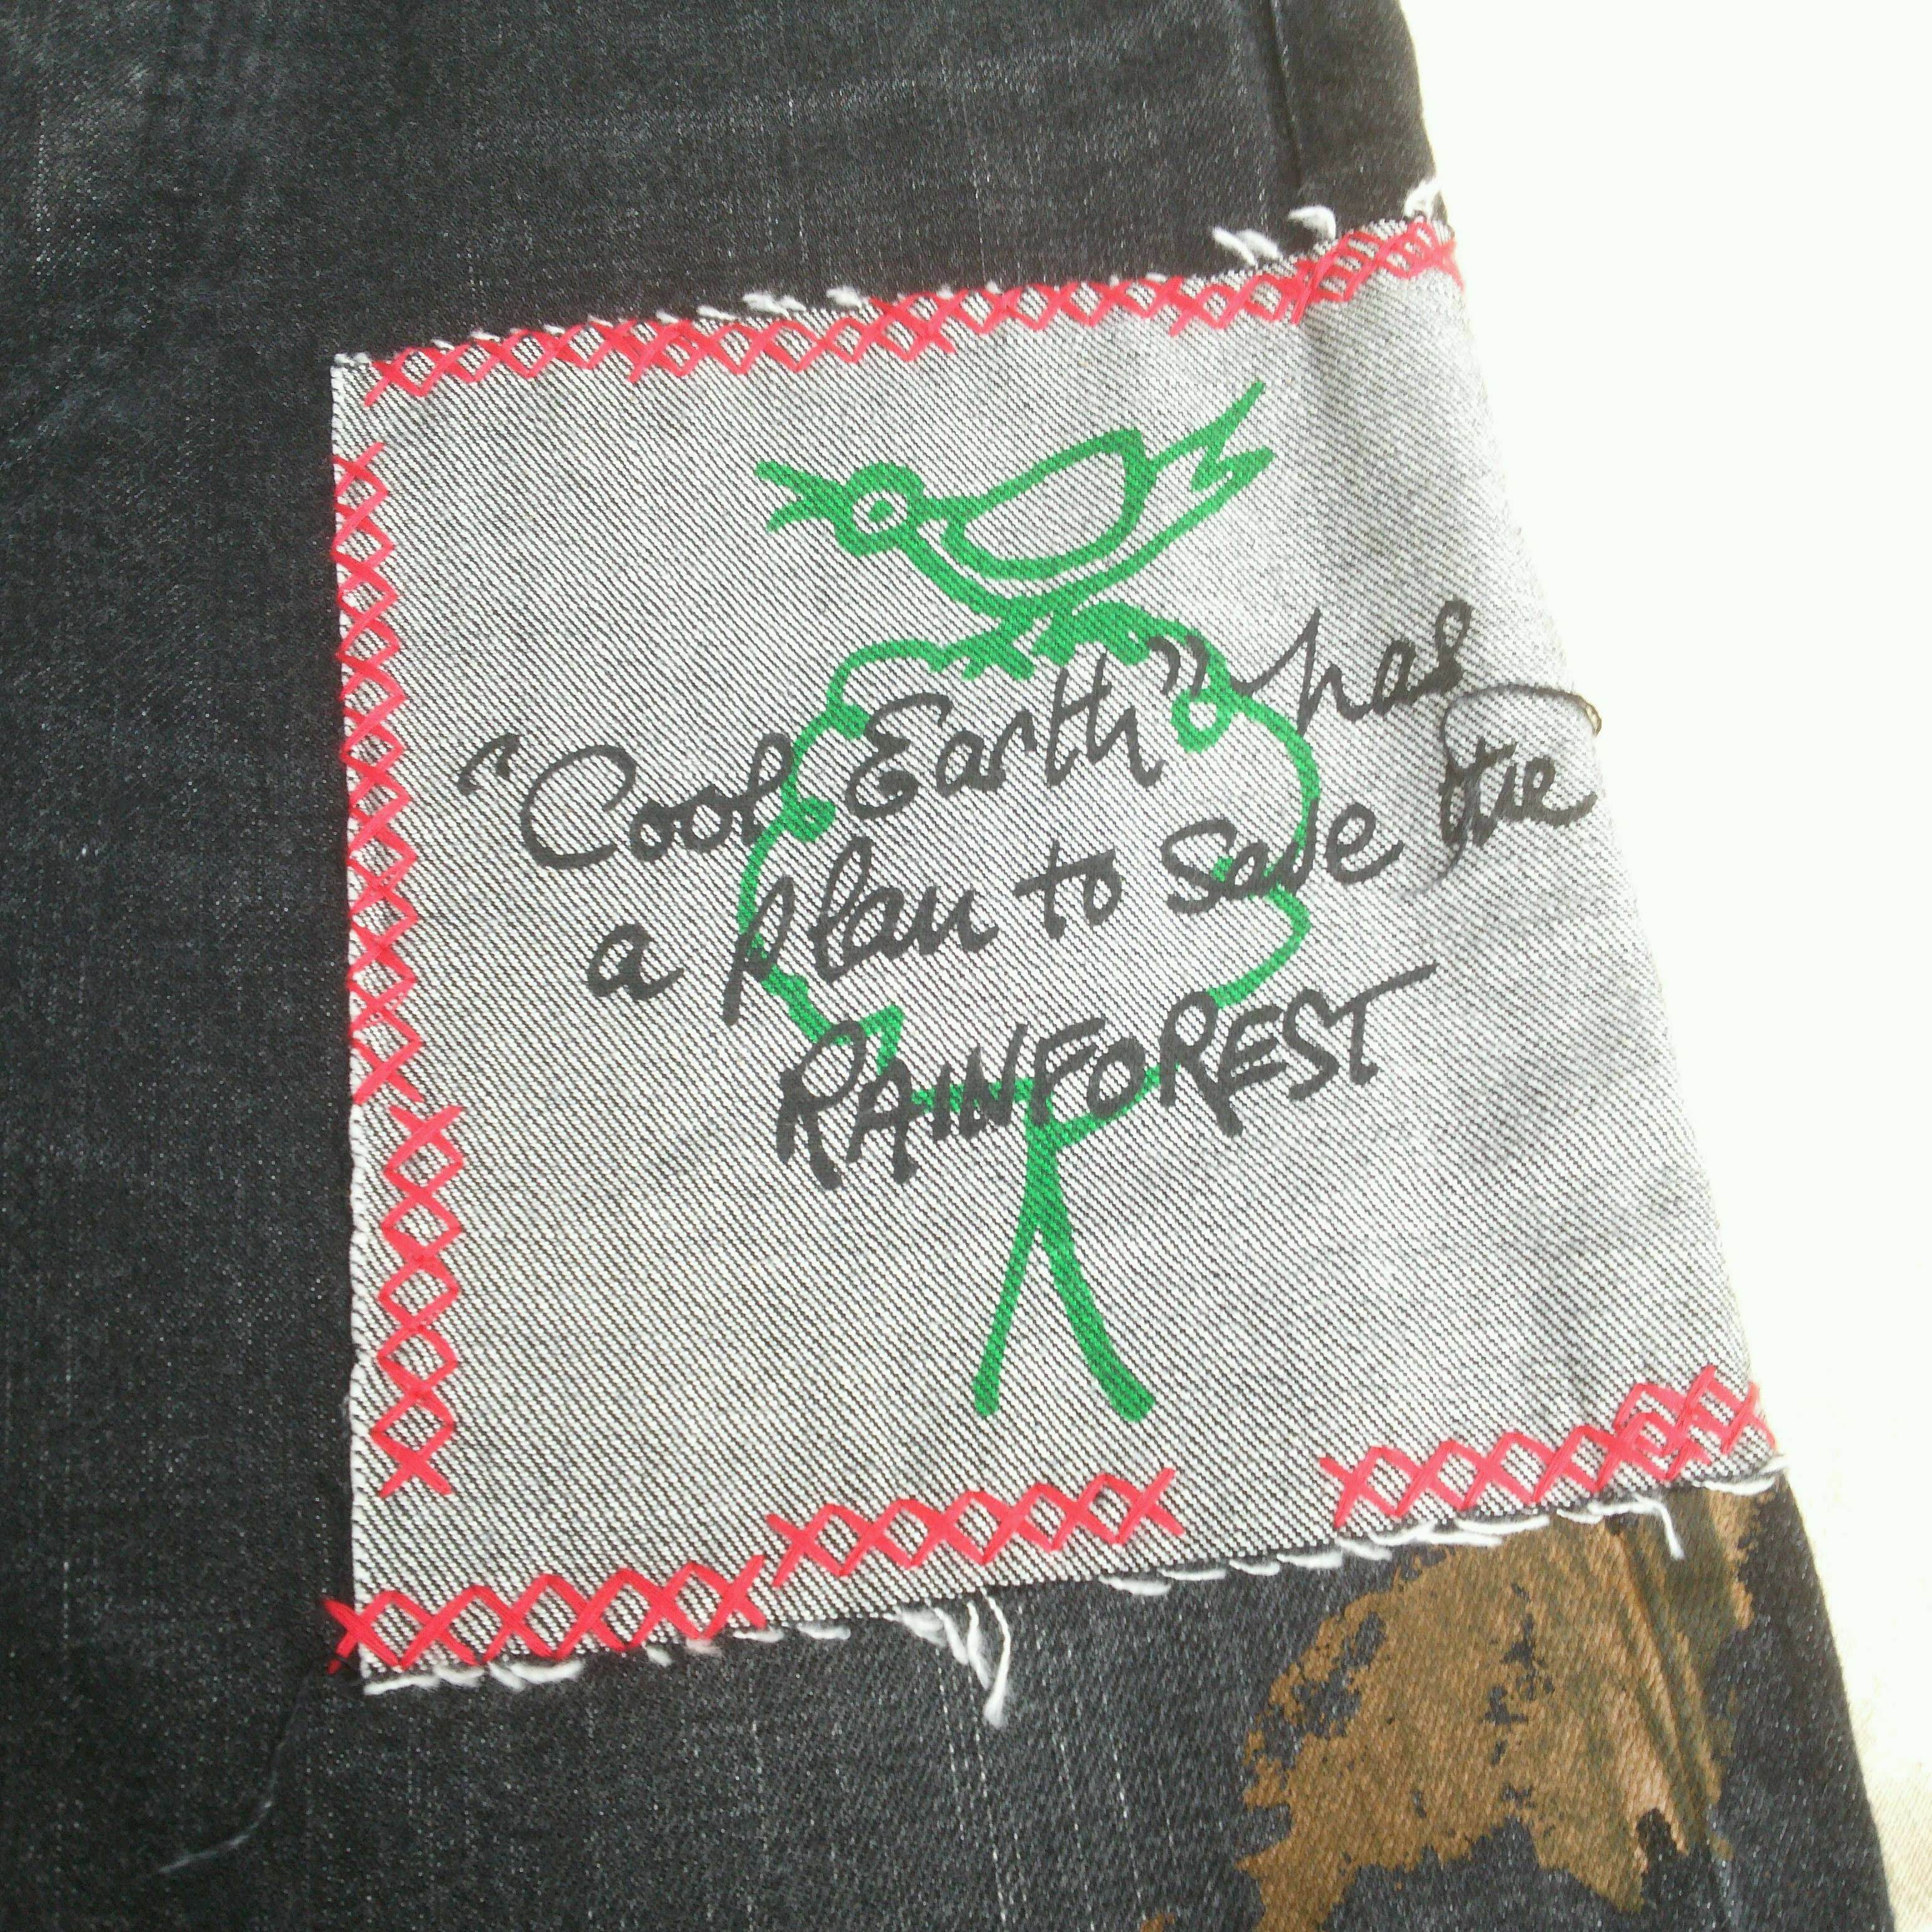 "Cool Earth" has
a plan to Save the
RAINFOREST